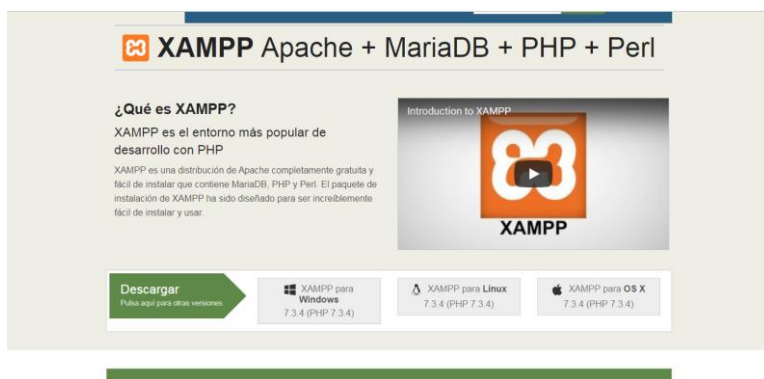 XAMPP Apache + MariaDB + PHP + Perl
¿Qué es XAMPP?
XAMPP es el entorno más popular de
desarrollo con PHP
XAMPP es una distribución de Apache completamente gratuita y
fácil de instalar que contiene MariaDB, PHP y Perl. El paquete de
instalación de XAMPP ha sido diseñado para ser increíblemente
fácil de instalar y usar.
Introduction to XAMPP
XAMPP
Descargar
Pulsa aquí para otras versiones
XAMPP para
Windows
7.3.4 (PHP 7.3.4)
XAMPP para Linux
7.3.4 (PHP 7.3.4)
XAMPP para OS X
7.3.4 (PHP 7.3.4)